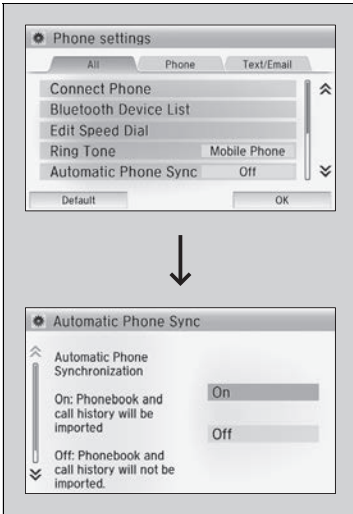 Phone settings
All Phone Text/Email
Connect Phone
Bluetooth Device List
Edit Speed Dial
Ring Tone Mobile Phone
Automatic Phone Sync Off
Default OK
Automatic Phone Sync
Automatic Phone
Synchronization
On: Phonebook and
call history will be
imported
Off: Phonebook and
call history will not be
imported.
On
Off